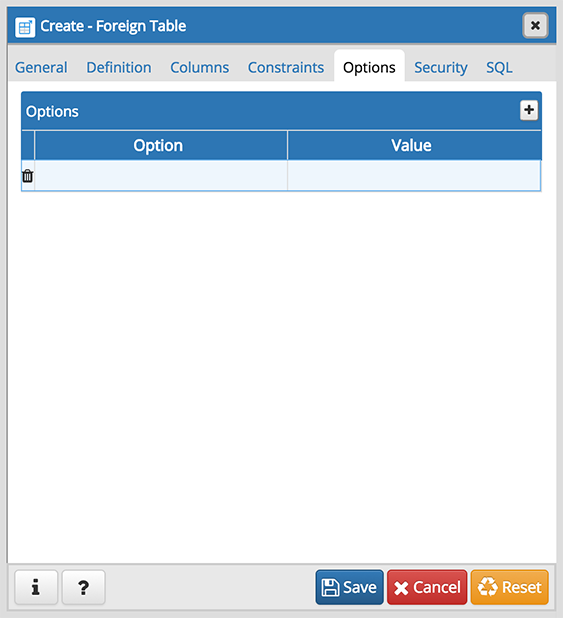 Create - Foreign Table
General Definition Columns Constraints Options Security SQL
Options
Option Value
i ? Save Cancel Reset